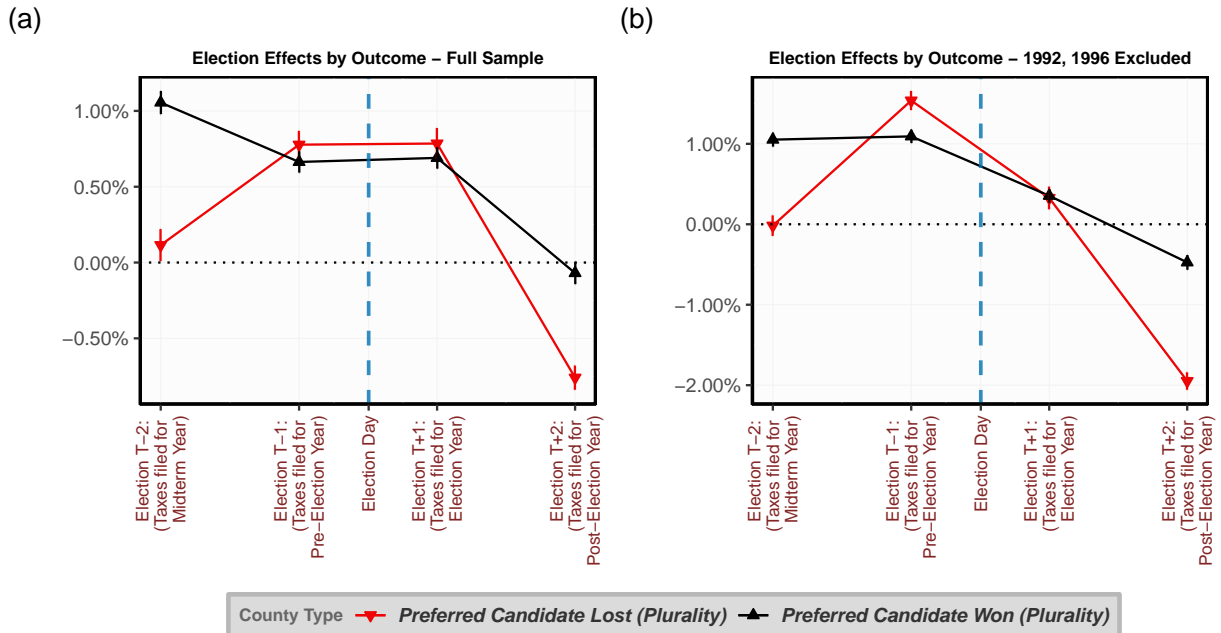 (a)
Election Effects by Outcome − Full Sample
1.00%
0.50%
0.00%
−0.50%
Election T−2:
(Taxes filed for
Midterm Year)
Election T−1:
(Taxes filed for
Pre−Election Year)
Election Day
Election T+1:
(Taxes filed for
Election Year)
Election T+2:
(Taxes filed for
Post−Election Year)
(b)
Election Effects by Outcome − 1992, 1996 Excluded
1.00%
0.00%
−1.00%
−2.00%
Election T−2:
(Taxes filed for
Midterm Year)
Election T−1:
(Taxes filed for
Pre−Election Year)
Election Day
Election T+1:
(Taxes filed for
Election Year)
Election T+2:
(Taxes filed for
Post−Election Year)
County Type Preferred Candidate Lost (Plurality) Preferred Candidate Won (Plurality)